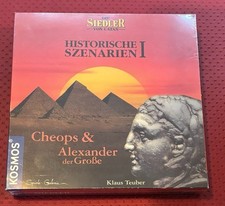 DIE
SIEDLER
VON CATAN
HISTORISCHE
SZENARIEN I
Cheops &
Alexander
der Große
KOSMOS
Klaus Teuber